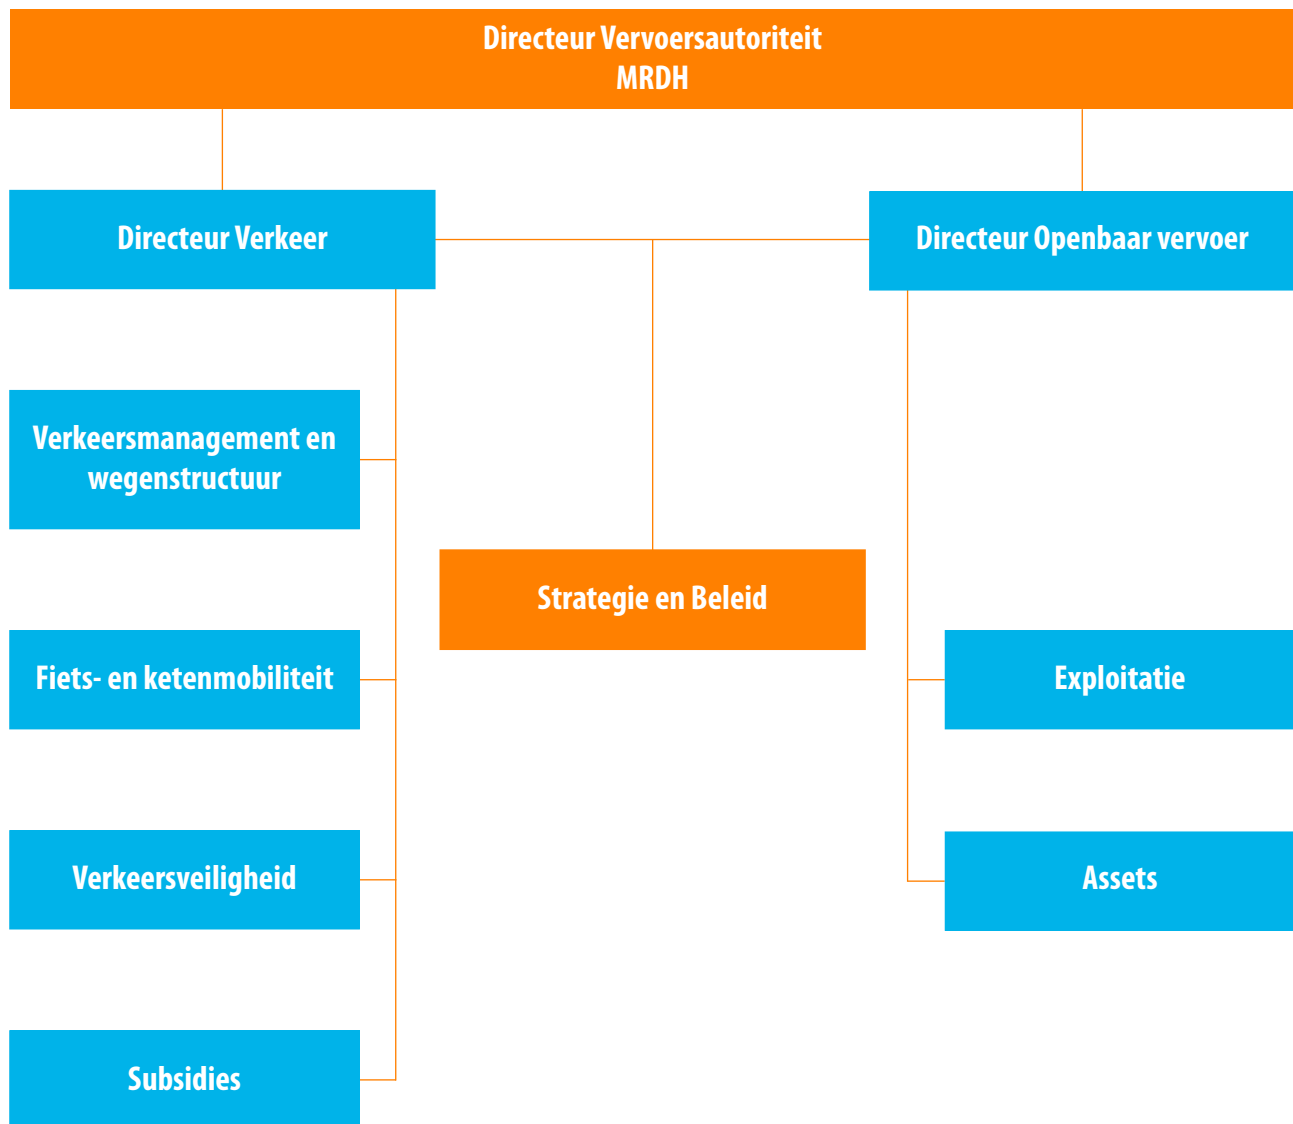 Directeur Vervoersautoriteit
MRDH
Directeur Verkeer
Directeur Openbaar vervoer
Verkeersmanagement en
wegenstructuur
Strategie en Beleid
Fiets- en ketenmobiliteit
Exploitatie
Verkeersveiligheid
Assets
Subsidies